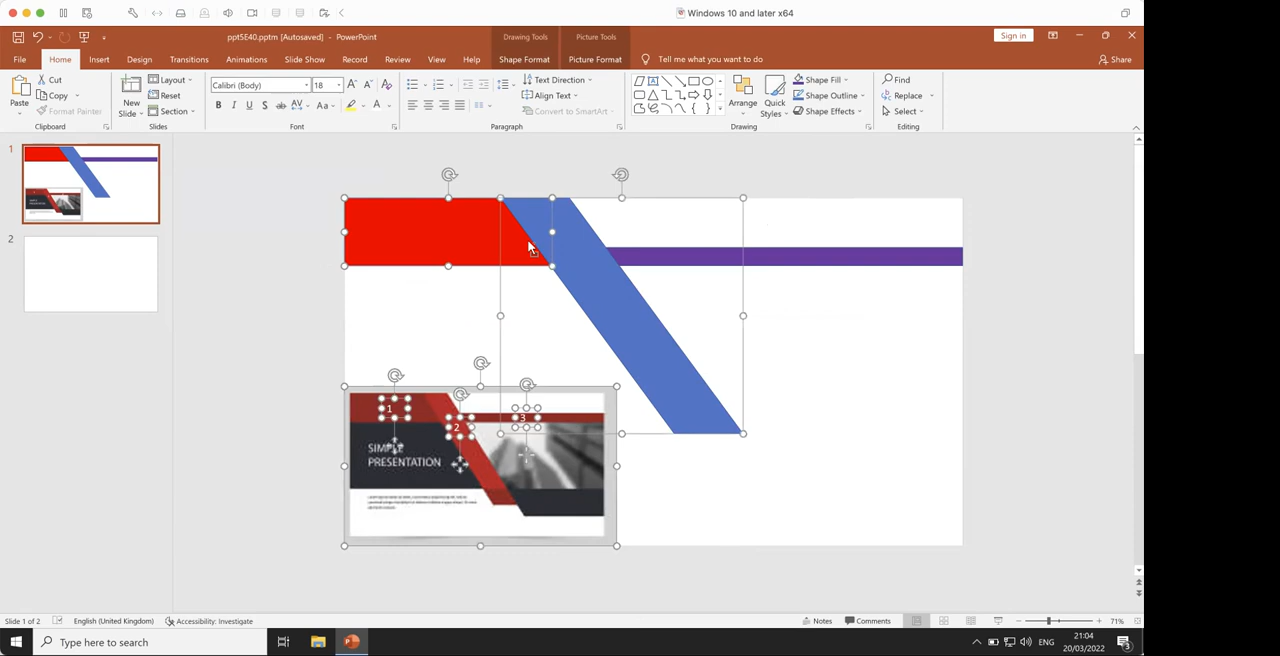 Windows 10 and later x64
ppt5E40.pptm [Autosaved] - PowerPoint
Drawing Tools
Picture Tools
Sign in
File
Home
Insert
Design
Transitions
Animations
Slide Show
Record
Review
View
Help
Shape Format
Picture Format
Tell me what you want to do
Share
Paste
Cut
Copy
Format Painter
Clipboard
New
Slide
Layout
Reset
Section
Slides
Calibri (Body)
18
Font
Text Direction
Align Text
Convert to SmartArt
Paragraph
Arrange
Quick
Styles
Shape Fill
Shape Outline
Shape Effects
Drawing
Find
Replace
Select
Editing
1
2
1
2
3
SIMPLE
PRESENTATION
Slide 1 of 2
English (United Kingdom)
Accessibility: Investigate
Notes
Comments
71%
Type here to search
ENG
21:04
20/03/2022
3